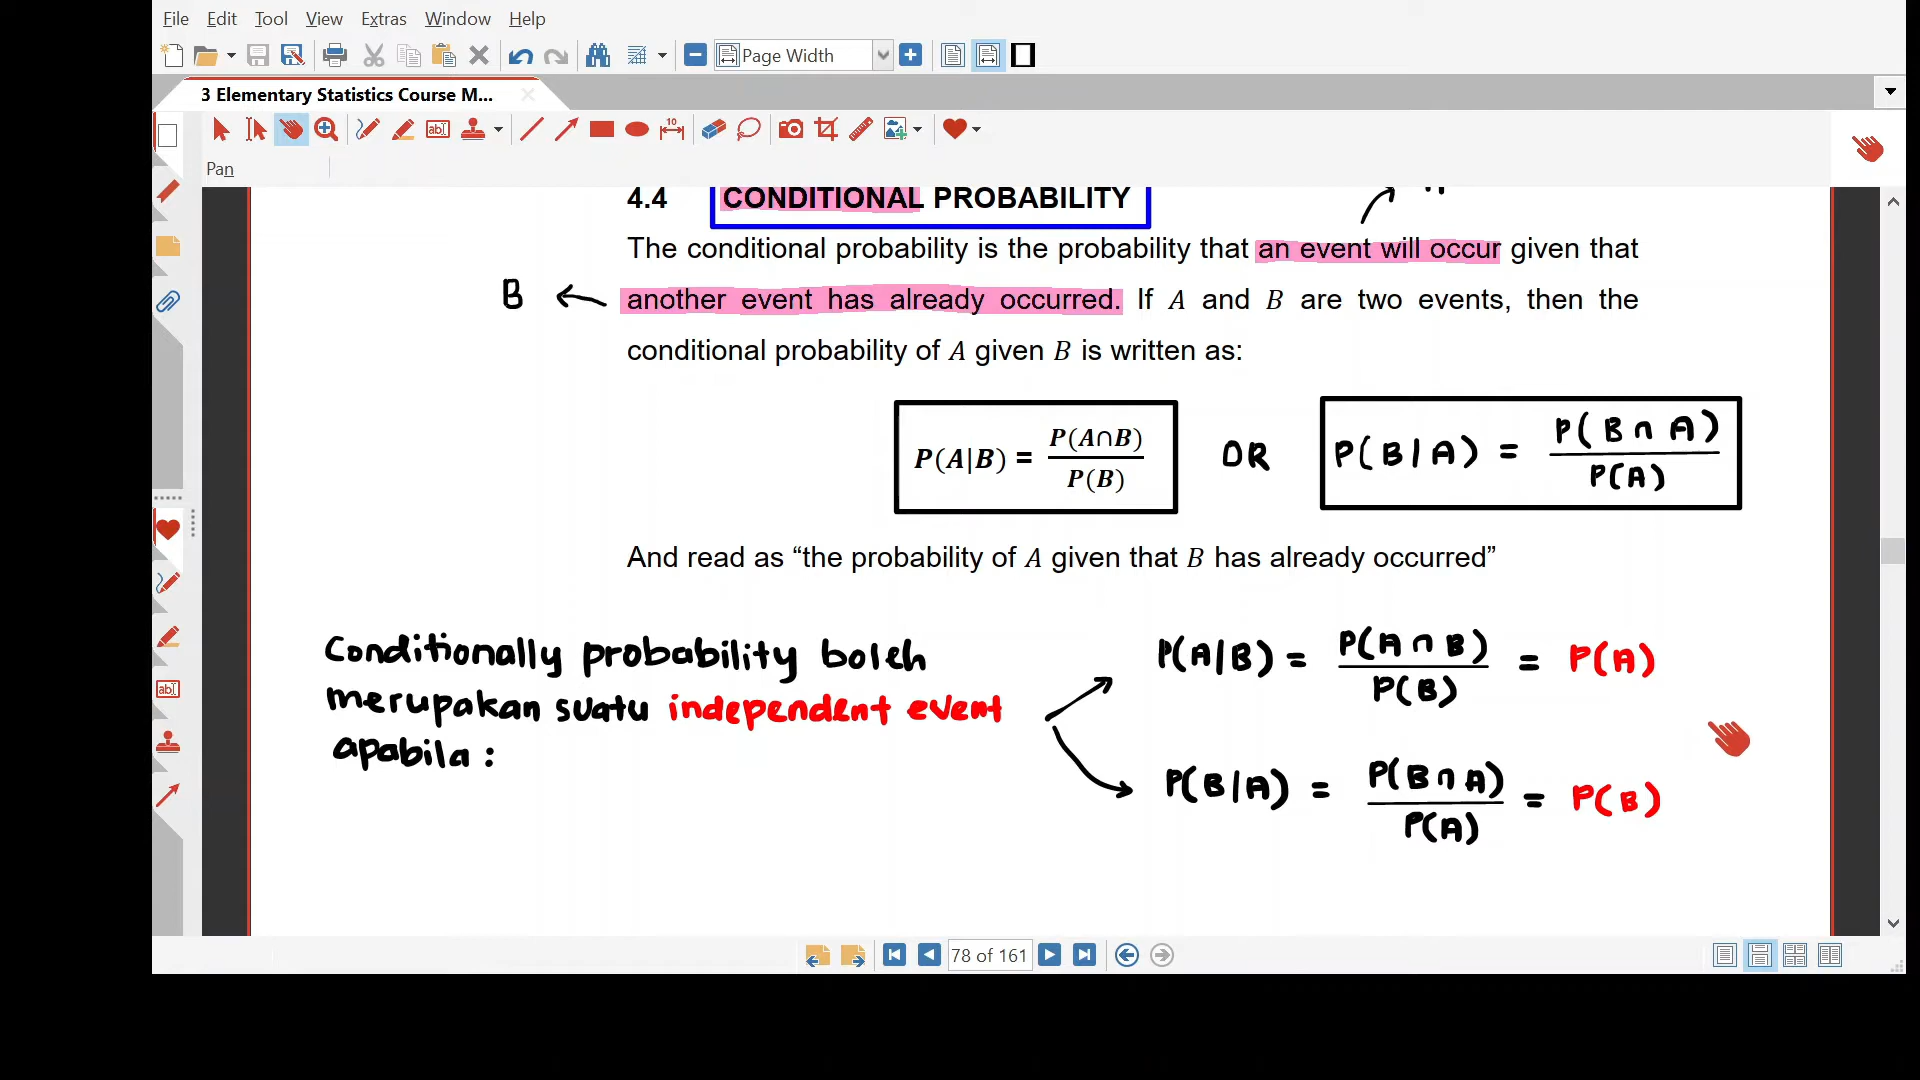 File Edit Tool View Extras Window Help
Page Width
3 Elementary Statistics Course M...
Pan
4.4 CONDITIONAL PROBABILITY
The conditional probability is the probability that an event will occur given that
B ← another event has already occurred. If A and B are two events, then the
conditional probability of A given B is written as:
P(A|B) = P(A∩B) / P(B) OR P(B|A) = P(B∩A) / P(A)
And read as “the probability of A given that B has already occurred”
Conditionally probability boleh
merupakan suatu independent event
apabila :
P(A|B) = P(A∩B) / P(B) = P(A)
P(B|A) = P(B∩A) / P(A) = P(B)
78 of 161